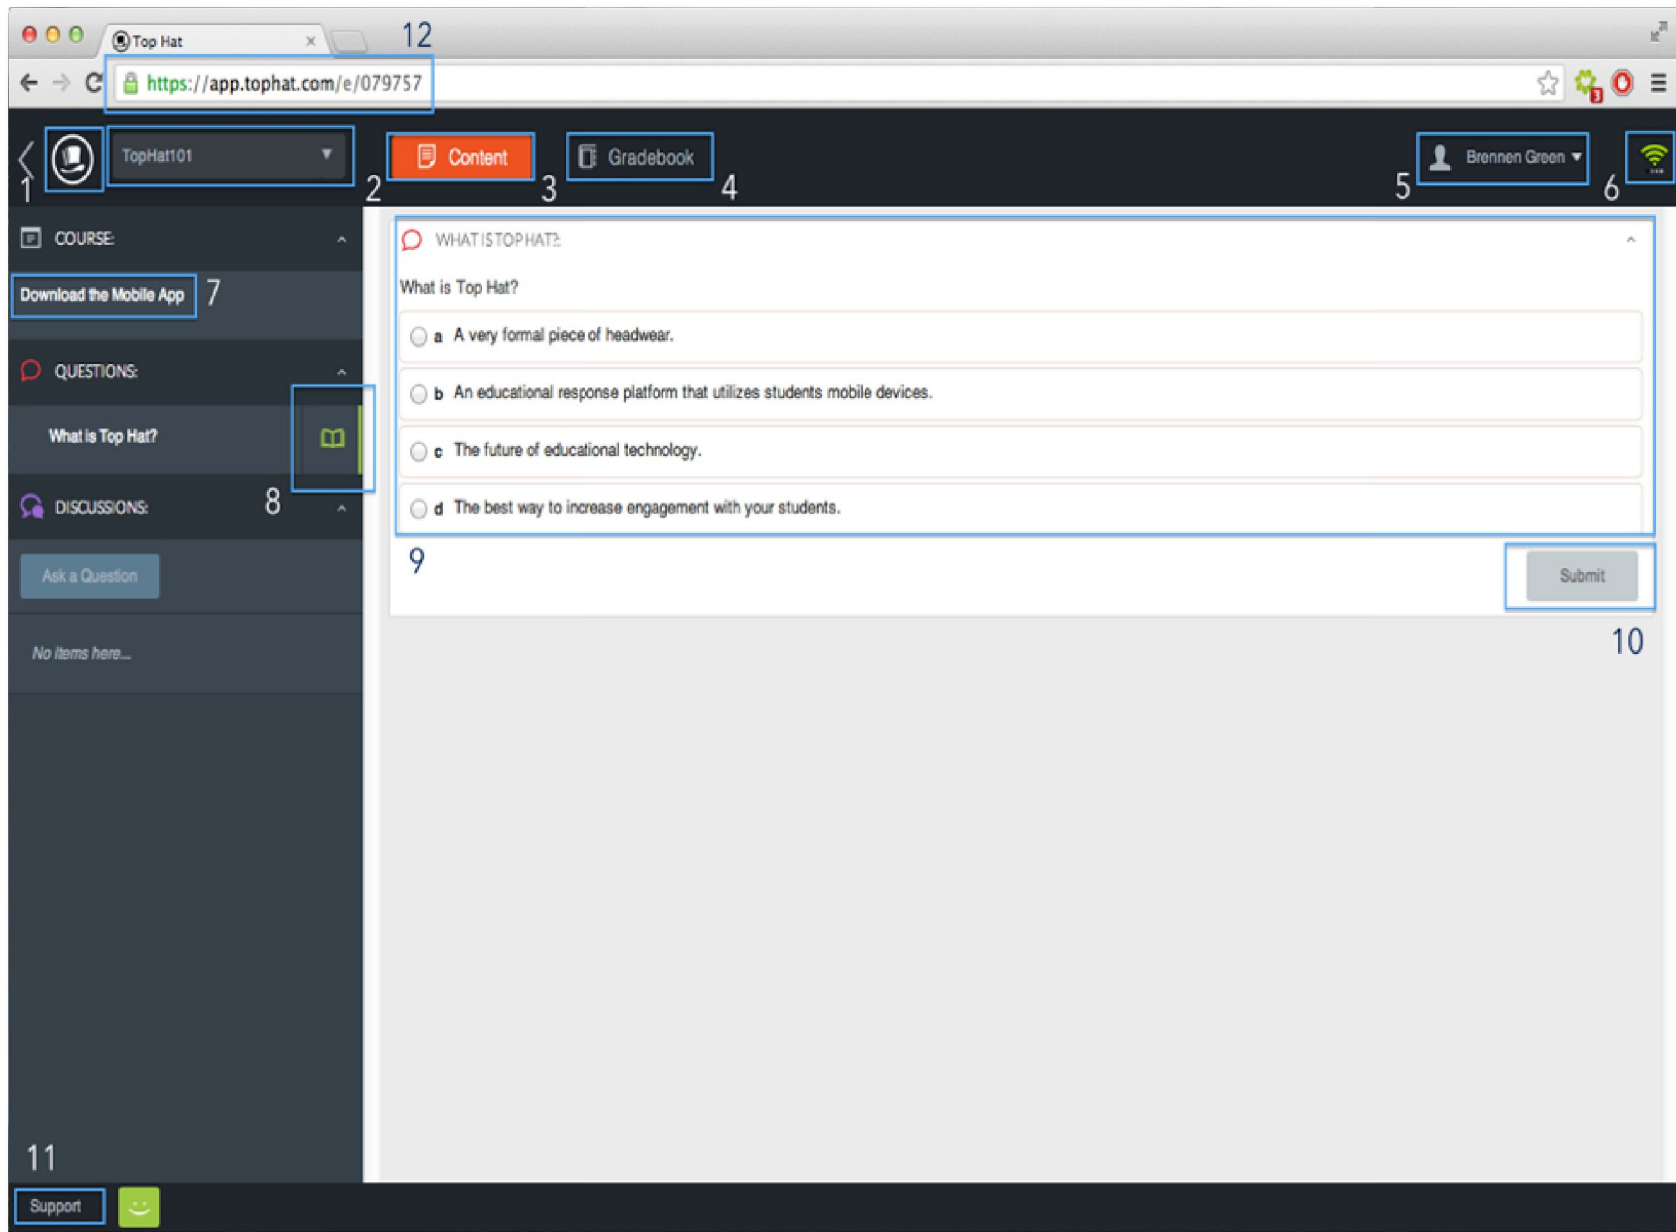 Top Hat
12
https://app.tophat.com/e/079757
3
1
TopHat101
2
Content
3
Gradebook
4
5
Brennen Green
6
COURSE:
Download the Mobile App
7
QUESTIONS:
What is Top Hat?
8
DISCUSSIONS:
Ask a Question
No items here...
WHAT IS TOP HAT?:
What is Top Hat?
a A very formal piece of headwear.
b An educational response platform that utilizes students mobile devices.
c The future of educational technology.
d The best way to increase engagement with your students.
9
Submit
10
11
Support